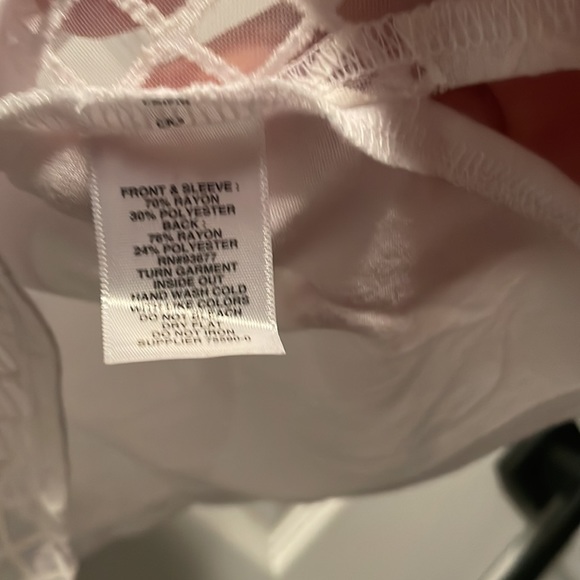 FRONT & SLEEVE :
70% RAYON
30% POLYESTER
BACK :
76% RAYON
24% POLYESTER
RN#93677
TURN GARMENT
INSIDE OUT
HAND WASH COLD
WITH LIKE COLORS
DO NOT BLEACH
DRY FLAT
DO NOT IRON
SUPPLIER